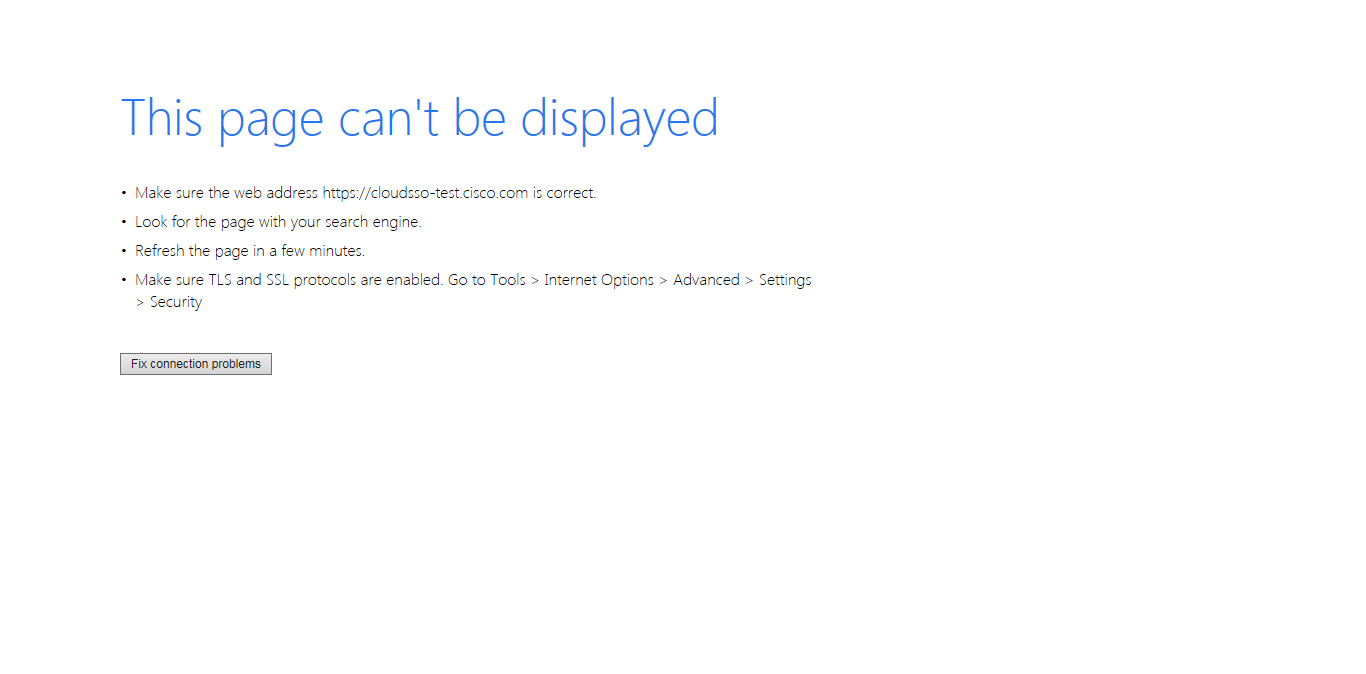 This page can't be displayed
• Make sure the web address https://cloudsso-test.cisco.com is correct.
• Look for the page with your search engine.
• Refresh the page in a few minutes.
• Make sure TLS and SSL protocols are enabled. Go to Tools > Internet Options > Advanced > Settings
> Security
Fix connection problems